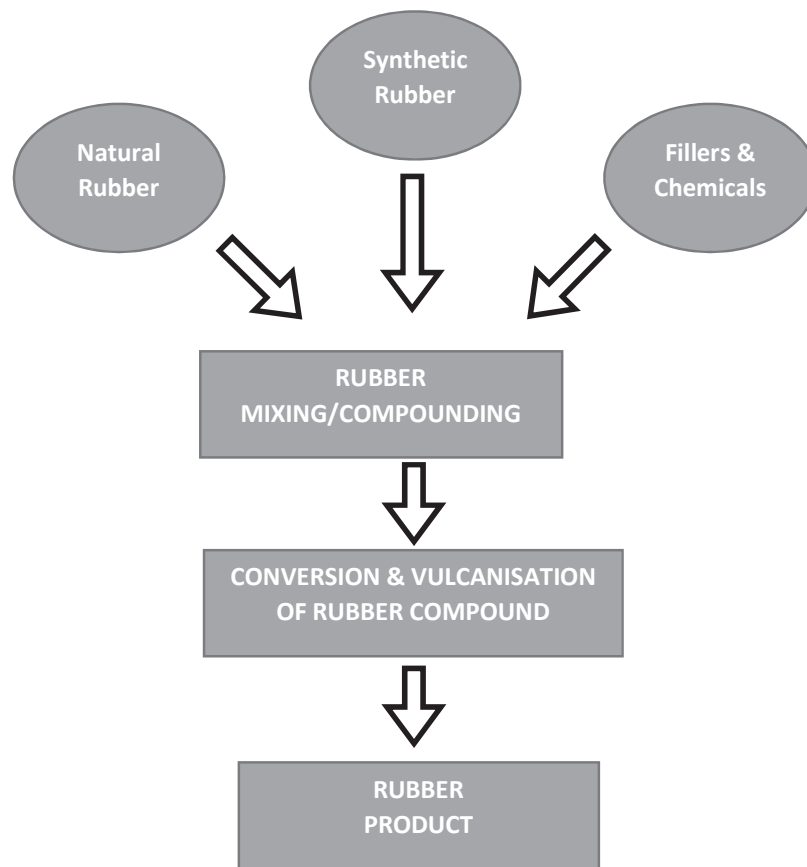 Synthetic
Rubber
Natural
Rubber
Fillers &
Chemicals
RUBBER
MIXING/COMPOUNDING
CONVERSION & VULCANISATION
OF RUBBER COMPOUND
RUBBER
PRODUCT